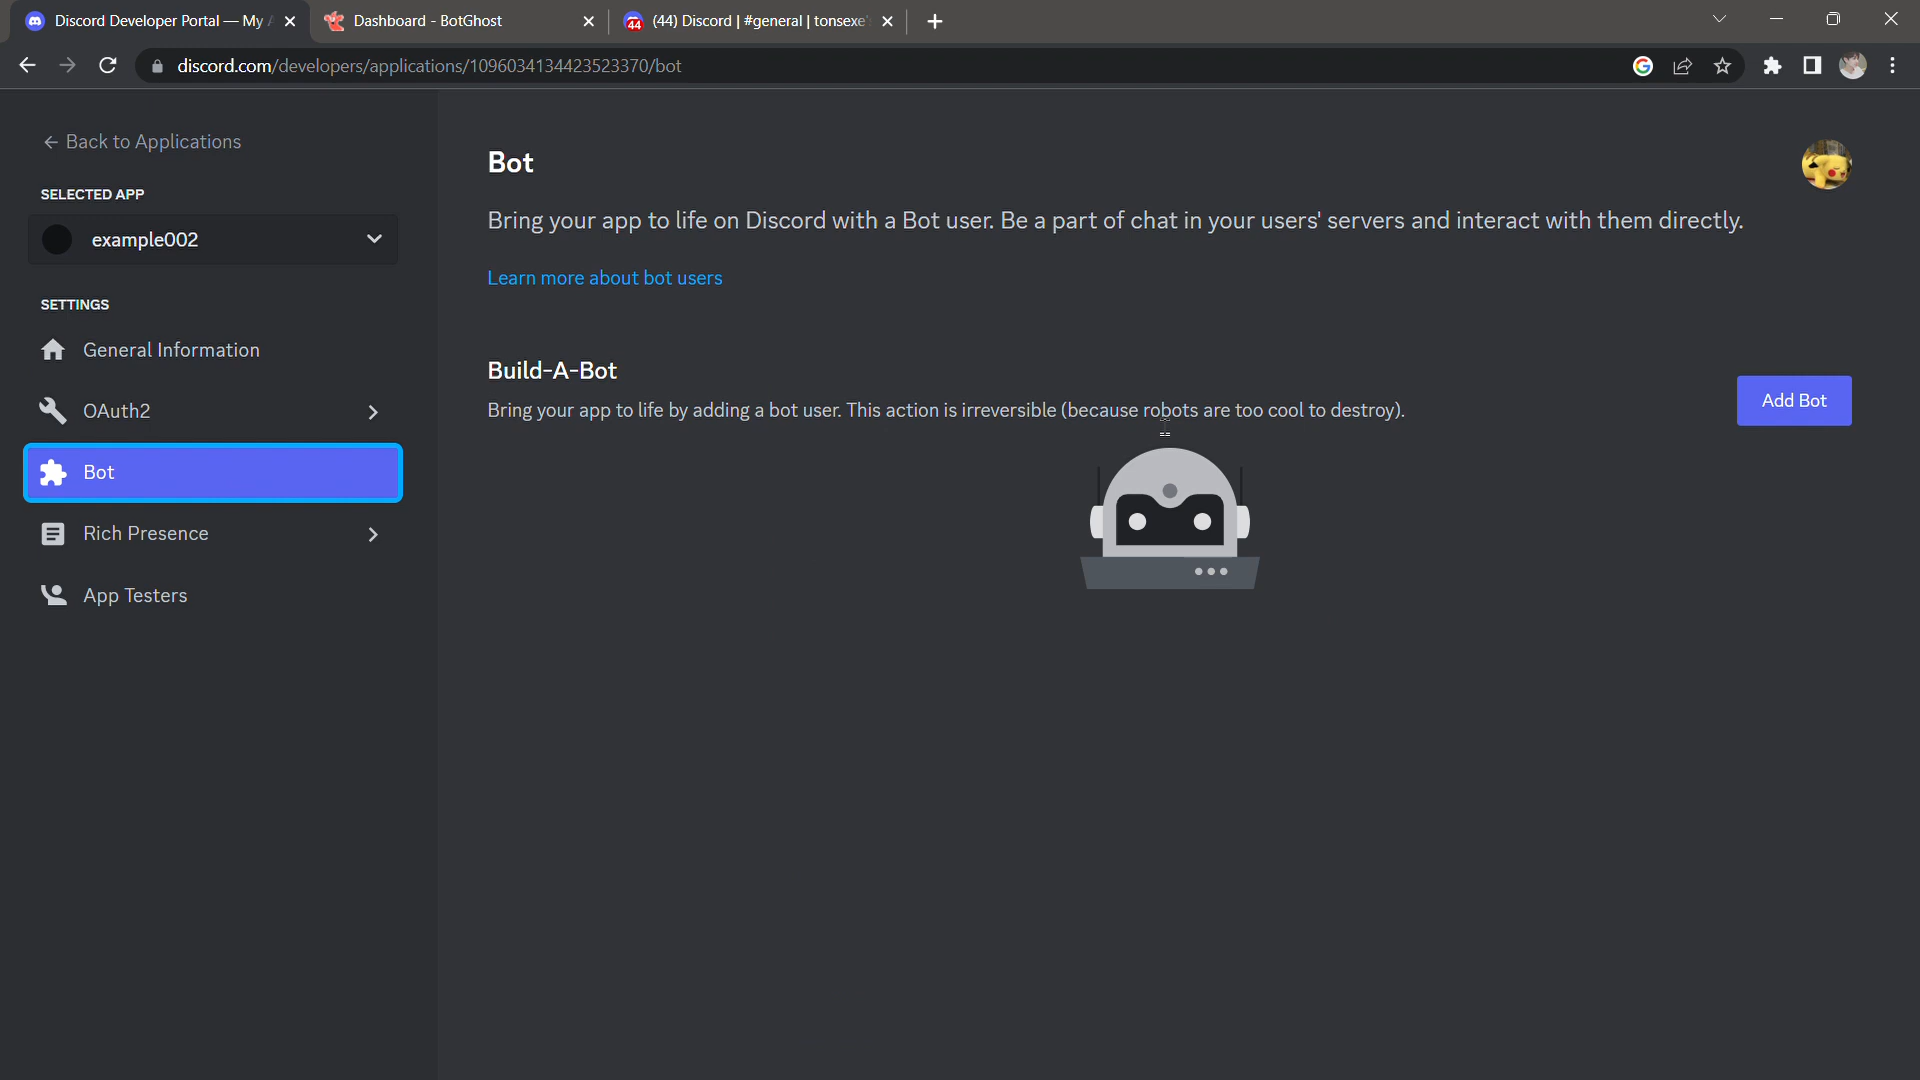 Discord Developer Portal — My
Dashboard - BotGhost
44
(44) Discord | #general | tonsexe
discord.com/developers/applications/1096034134423523370/bot
← Back to Applications
SELECTED APP
example002
SETTINGS
General Information
OAuth2
Bot
Rich Presence
App Testers
Bot
Bring your app to life on Discord with a Bot user. Be a part of chat in your users' servers and interact with them directly.
Learn more about bot users
Build-A-Bot
Bring your app to life by adding a bot user. This action is irreversible (because robots are too cool to destroy).
Add Bot